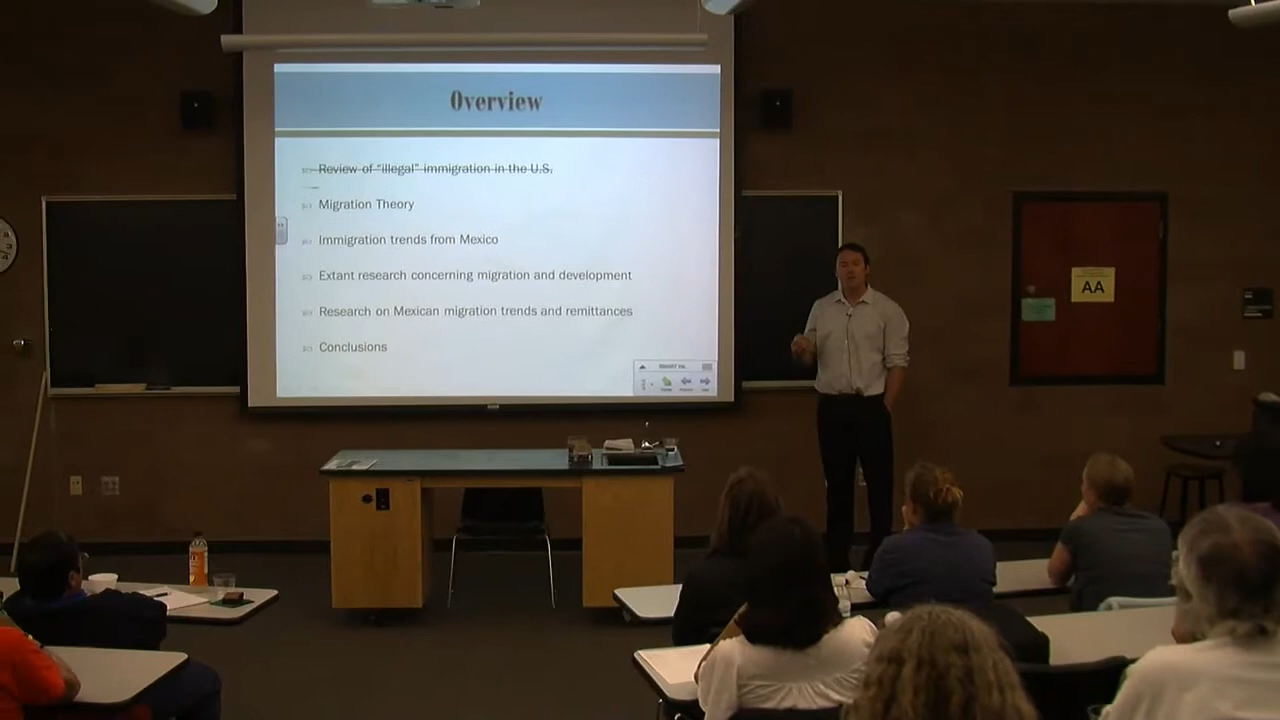 Overview
Review of "illegal" immigration in the U.S.
Migration Theory
Immigration trends from Mexico
Extant research concerning migration and development
Research on Mexican migration trends and remittances
Conclusions
AA